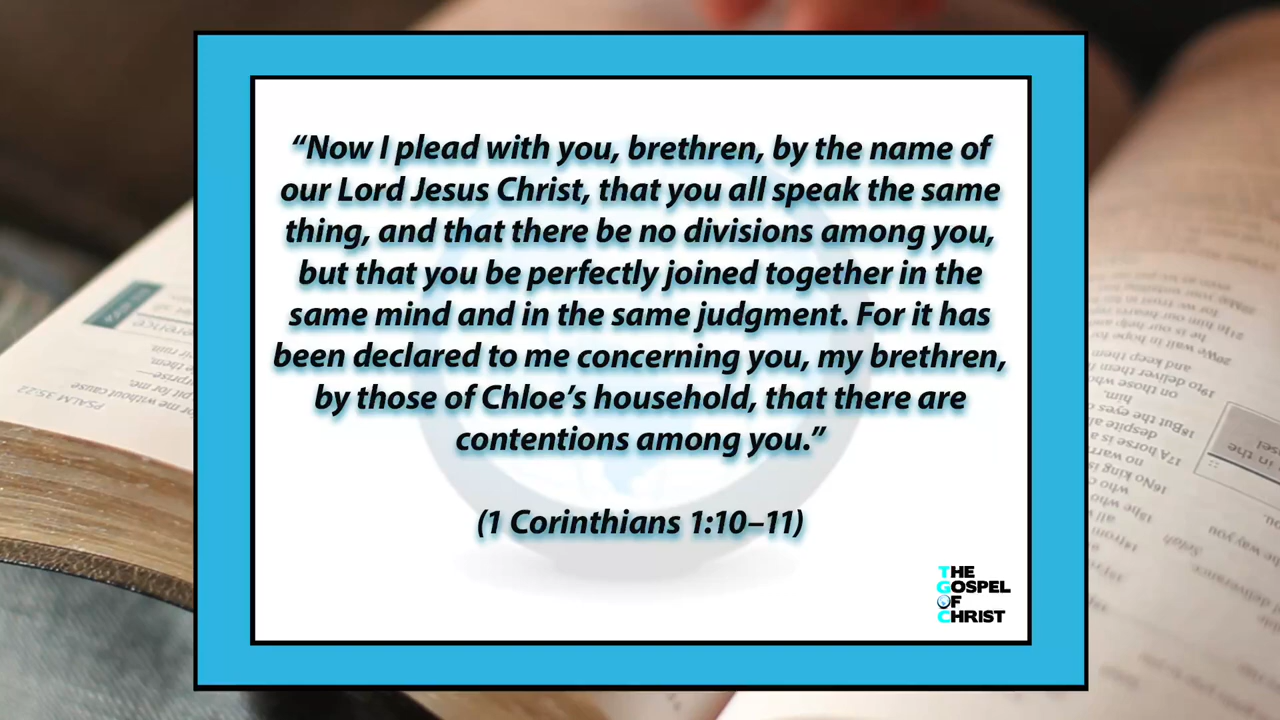 “Now I plead with you, brethren, by the name of
our Lord Jesus Christ, that you all speak the same
thing, and that there be no divisions among you,
but that you be perfectly joined together in the
same mind and in the same judgment. For it has
been declared to me concerning you, my brethren,
by those of Chloe’s household, that there are
contentions among you.”
(1 Corinthians 1:10–11)
THE
GOSPEL
OF
CHRIST
PSALM 35:22